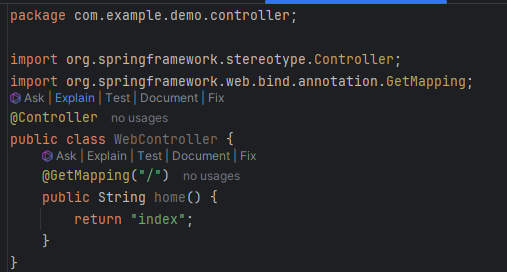 package com.example.demo.controller;
import org.springframework.stereotype.Controller;
import org.springframework.web.bind.annotation.GetMapping;
Ask | Explain | Test | Document | Fix
@Controller no usages
public class WebController {
Ask | Explain | Test | Document | Fix
@GetMapping("/") no usages
public String home() {
return "index";
}
}